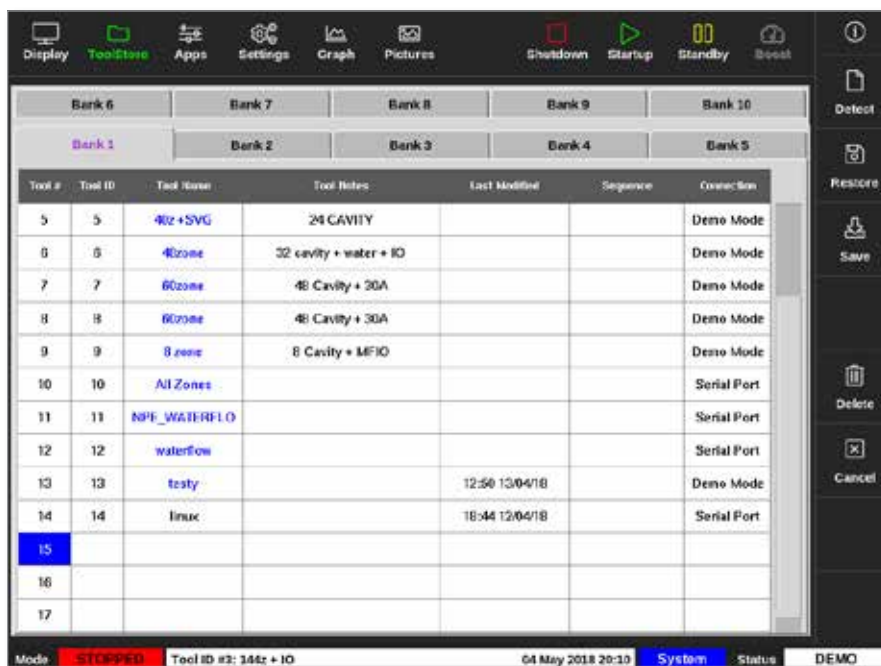 Display ToolStore Apps Settings Graph Pictures Shutdown Startup Standby Boost
Detect
Restore
Save
Delete
Cancel
Bank 6 Bank 7 Bank 8 Bank 9 Bank 10
Bank 1 Bank 2 Bank 3 Bank 4 Bank 5
Tool # Tool ID Tool Name Tool Notes Last Modified Sequence Connection
5 5 40z +SVG 24 CAVITY Demo Mode
6 6 40zone 32 cavity + water + IO Demo Mode
7 7 60zone 48 Cavity + 30A Demo Mode
8 8 60zone 48 Cavity + 30A Demo Mode
9 9 8 zone 8 Cavity + MFIO Demo Mode
10 10 All Zones Serial Port
11 11 NPE_WATERFLO Serial Port
12 12 waterflow Serial Port
13 13 testy 12:50 13/04/18 Demo Mode
14 14 linux 18:44 12/04/18 Serial Port
15
16
17
Mode STOPPED Tool ID #3: 144z + IO 04 May 2018 20:10 System Status DEMO